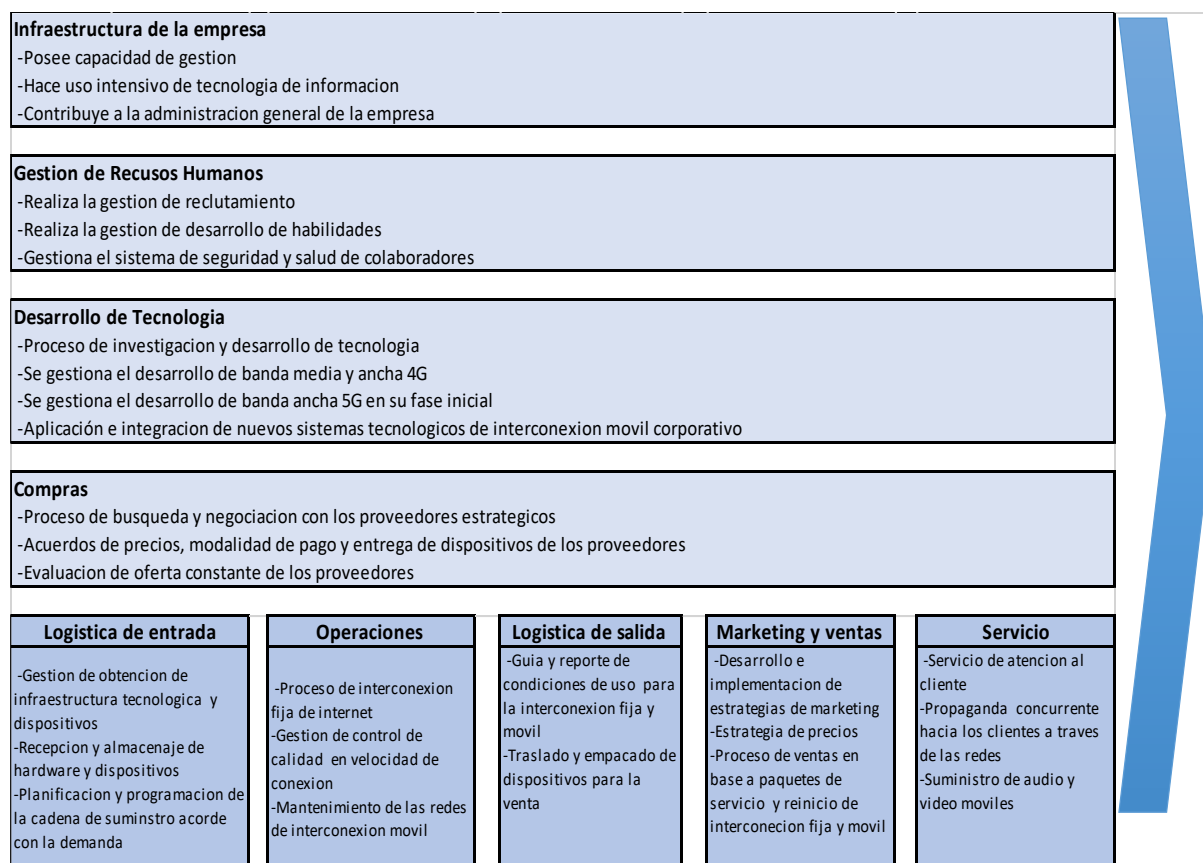 Infraestructura de la empresa
-Posee capacidad de gestion
-Hace uso intensivo de tecnologia de informacion
-Contribuye a la administracion general de la empresa
Gestion de Recusos Humanos
-Realiza la gestion de reclutamiento
-Realiza la gestion de desarrollo de habilidades
-Gestiona el sistema de seguridad y salud de colaboradores
Desarrollo de Tecnologia
-Proceso de investigacion y desarrollo de tecnologia
-Se gestiona el desarrollo de banda media y ancha 4G
-Se gestiona el desarrollo de banda ancha 5G en su fase inicial
-Aplicación e integracion de nuevos sistemas tecnologicos de interconexion movil corporativo
Compras
-Proceso de busqueda y negociacion con los proveedores estrategicos
-Acuerdos de precios, modalidad de pago y entrega de dispositivos de los proveedores
-Evaluacion de oferta constante de los proveedores
Logistica de entrada
-Gestion de obtencion de
infraestructura tecnologica y
dispositivos
-Recepcion y almacenaje de
hardware y dispositivos
-Planificacion y programacion de
la cadena de suminstro acorde
con la demanda
Operaciones
-Proceso de interconexion
fija de internet
-Gestion de control de
calidad en velocidad de
conexion
-Mantenimiento de las redes
de interconexion movil
Logistica de salida
-Guia y reporte de
condiciones de uso para
la interconexion fija y
movil
-Traslado y empacado de
dispositivos para la
venta
Marketing y ventas
-Desarrollo e
implementacion de
estrategias de marketing
-Estrategia de precios
-Proceso de ventas en
base a paquetes de
servicio y reinicio de
interconecion fija y movil
Servicio
-Servicio de atencion al
cliente
-Propaganda concurrente
hacia los clientes a traves
de las redes
-Suministro de audio y
video moviles